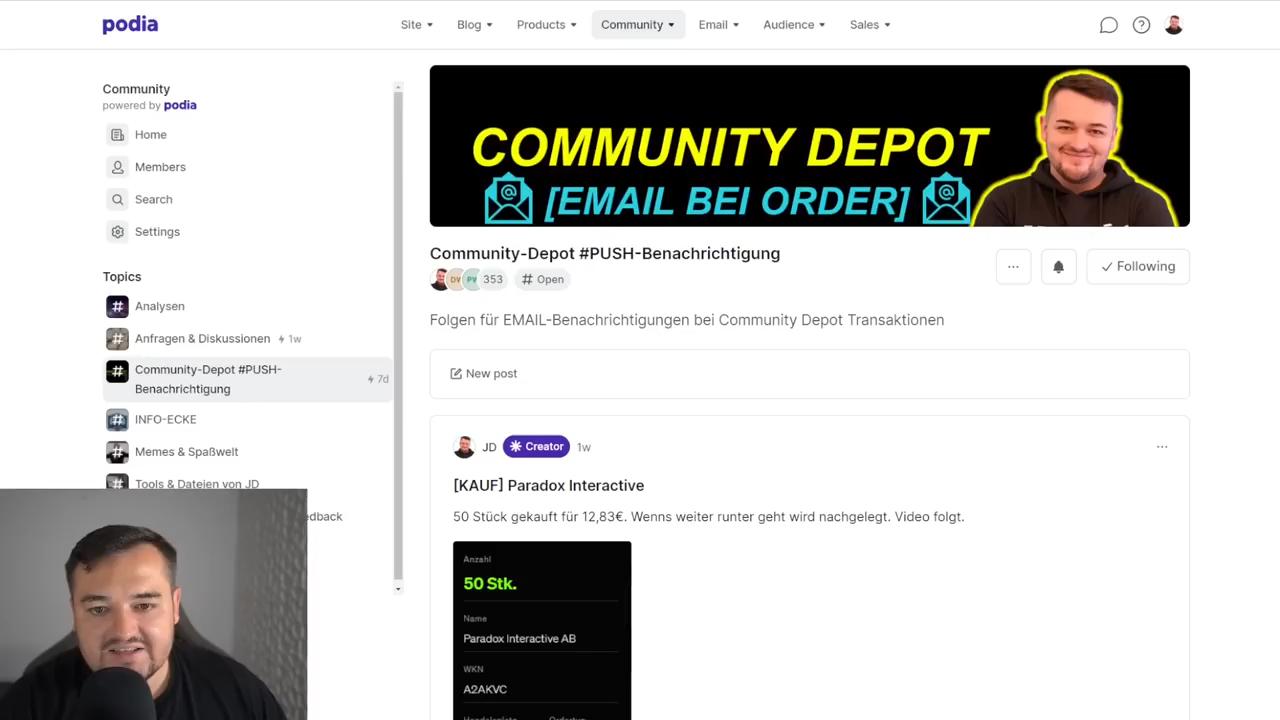 podia
Site
Blog
Products
Community
Email
Audience
Sales
Community
powered by podia
Home
Members
Search
Settings
Topics
Analysen
Anfragen & Diskussionen 1w
Community-Depot #PUSH-
Benachrichtigung 7d
INFO-ECKE
Memes & Spaßwelt
Tools & Dateien von JD
edback
COMMUNITY DEPOT
[EMAIL BEI ORDER]
Community-Depot #PUSH-Benachrichtigung
DV PV 353 # Open
Following
Folgen für EMAIL-Benachrichtigungen bei Community Depot Transaktionen
New post
JD Creator 1w
[KAUF] Paradox Interactive
50 Stück gekauft für 12,83€. Wenns weiter runter geht wird nachgelegt. Video folgt.
Anzahl
50 Stk.
Name
Paradox Interactive AB
WKN
A2AKVC